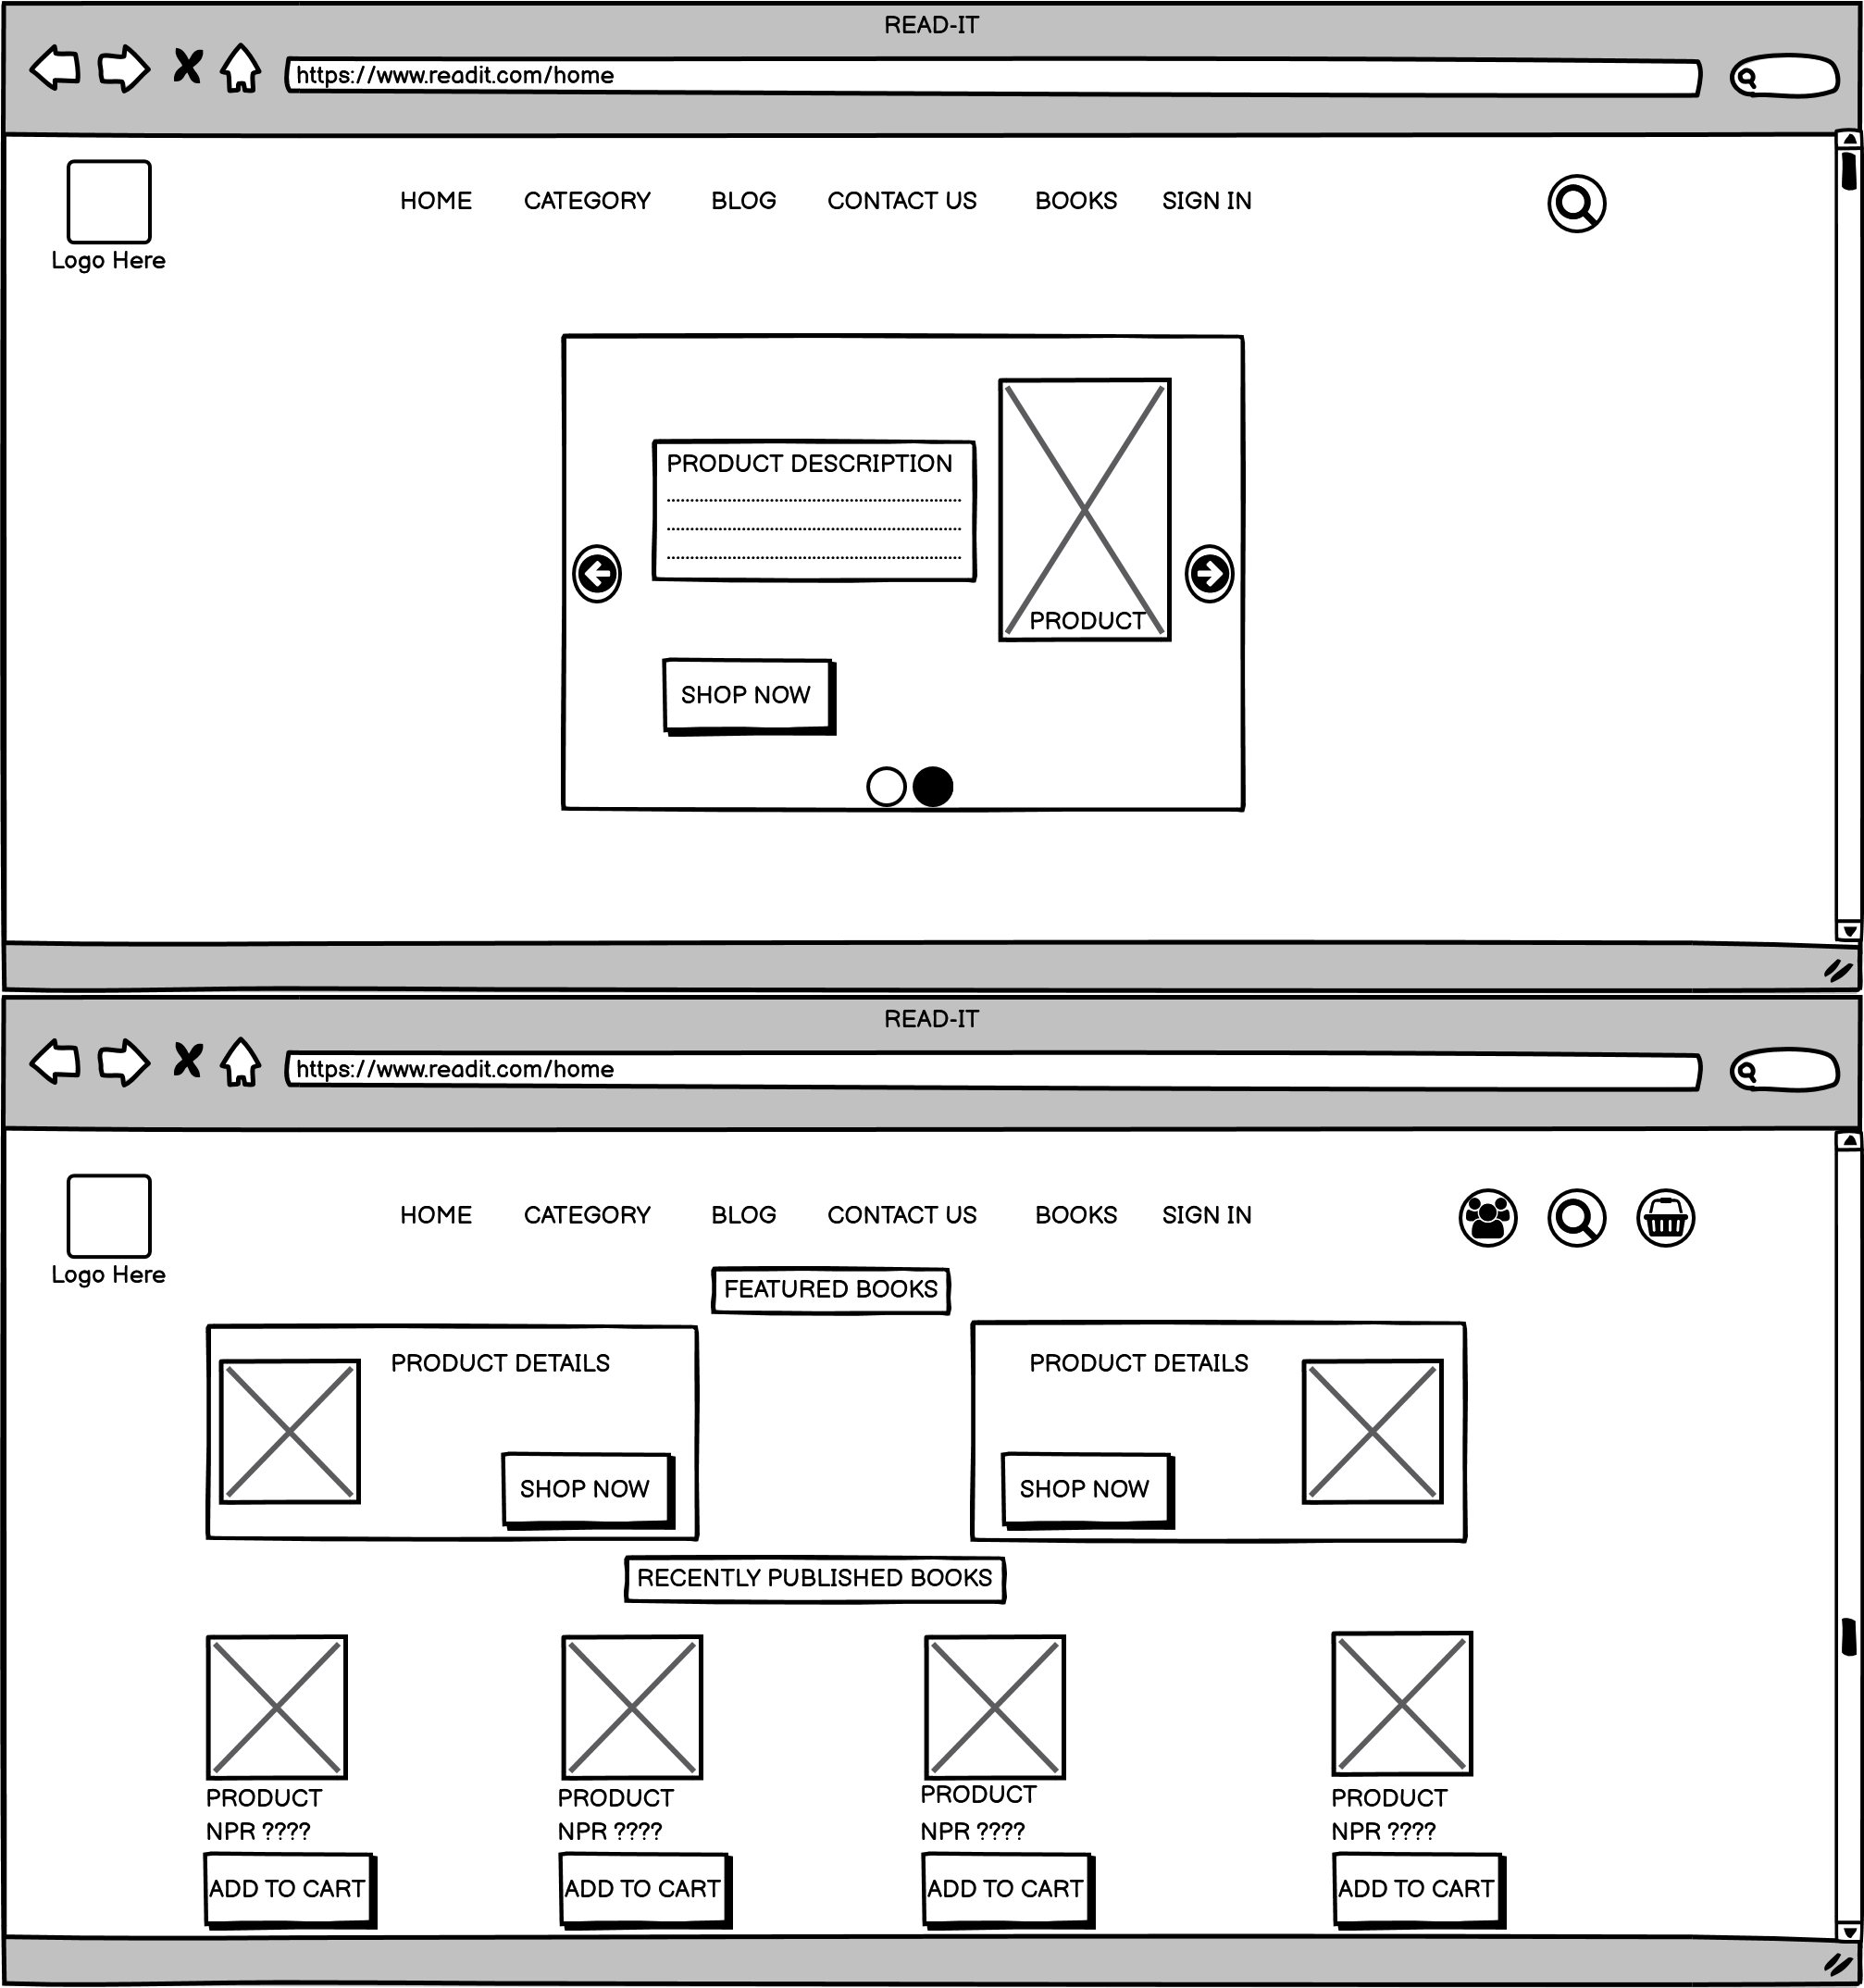 READ-IT
https://www.readit.com/home
HOME CATEGORY BLOG CONTACT US BOOKS SIGN IN
Logo Here
PRODUCT DESCRIPTION
PRODUCT
SHOP NOW
READ-IT
https://www.readit.com/home
HOME CATEGORY BLOG CONTACT US BOOKS SIGN IN
Logo Here
FEATURED BOOKS
PRODUCT DETAILS
SHOP NOW
PRODUCT DETAILS
SHOP NOW
RECENTLY PUBLISHED BOOKS
PRODUCT
NPR ????
ADD TO CART
PRODUCT
NPR ????
ADD TO CART
PRODUCT
NPR ????
ADD TO CART
PRODUCT
NPR ????
ADD TO CART